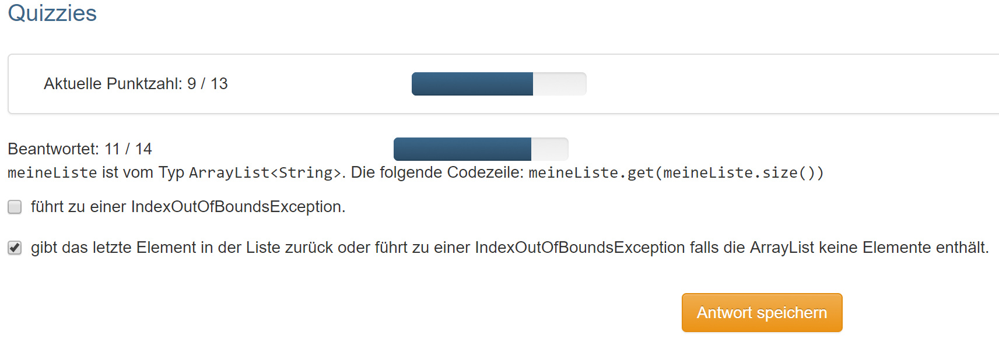 Quizzies
Aktuelle Punktzahl: 9 / 13
Beantwortet: 11 / 14
meineListe ist vom Typ ArrayList<String>. Die folgende Codezeile: meineListe.get(meineListe.size())
führt zu einer IndexOutOfBoundsException.
gibt das letzte Element in der Liste zurück oder führt zu einer IndexOutOfBoundsException falls die ArrayList keine Elemente enthält.
Antwort speichern